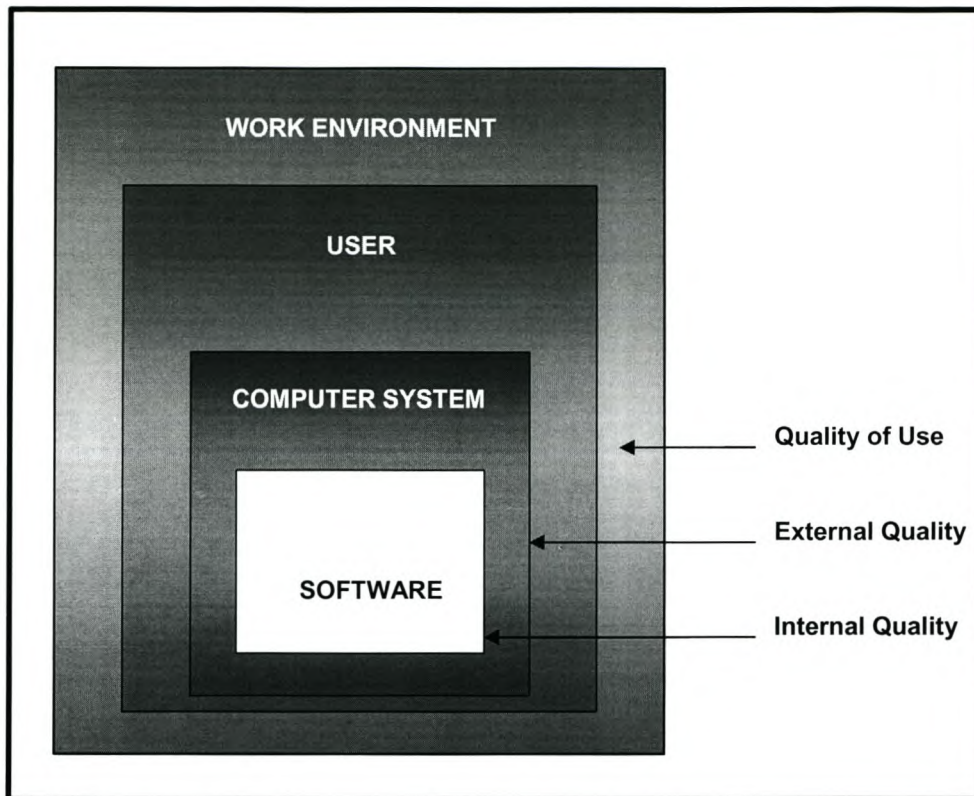 WORK ENVIRONMENT
USER
COMPUTER SYSTEM
Quality of Use
External Quality
SOFTWARE
Internal Quality